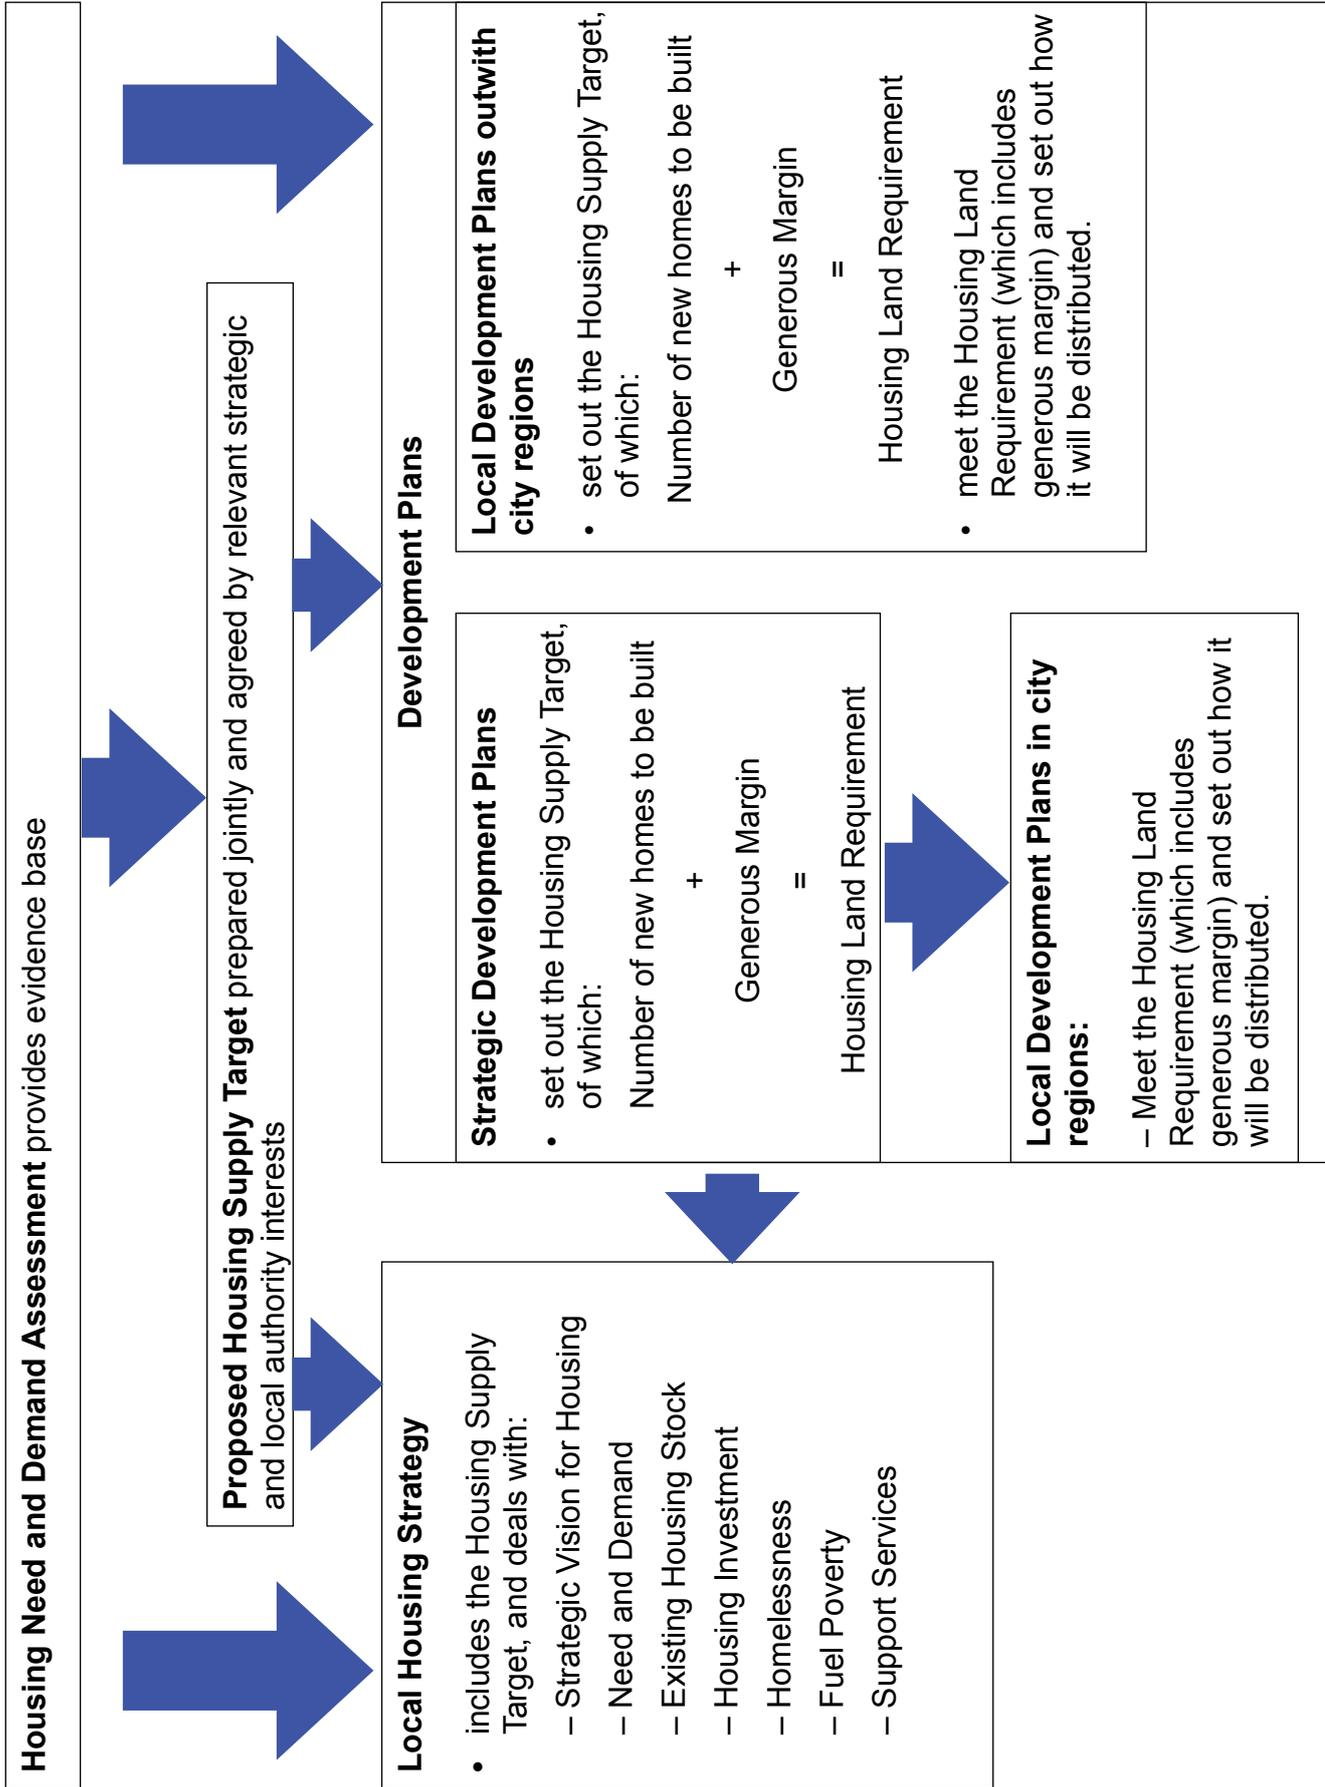 Housing Need and Demand Assessment provides evidence base
Proposed Housing Supply Target prepared jointly and agreed by relevant strategic
and local authority interests
Local Housing Strategy
• includes the Housing Supply
Target, and deals with:
– Strategic Vision for Housing
– Need and Demand
– Existing Housing Stock
– Housing Investment
– Homelessness
– Fuel Poverty
– Support Services
Development Plans
Strategic Development Plans
• set out the Housing Supply Target,
of which:
Number of new homes to be built
+
Generous Margin
=
Housing Land Requirement
Local Development Plans in city
regions:
– Meet the Housing Land
Requirement (which includes
generous margin) and set out how it
will be distributed.
Local Development Plans outwith
city regions
• set out the Housing Supply Target,
of which:
Number of new homes to be built
+
Generous Margin
=
Housing Land Requirement
• meet the Housing Land
Requirement (which includes
generous margin) and set out how
it will be distributed.